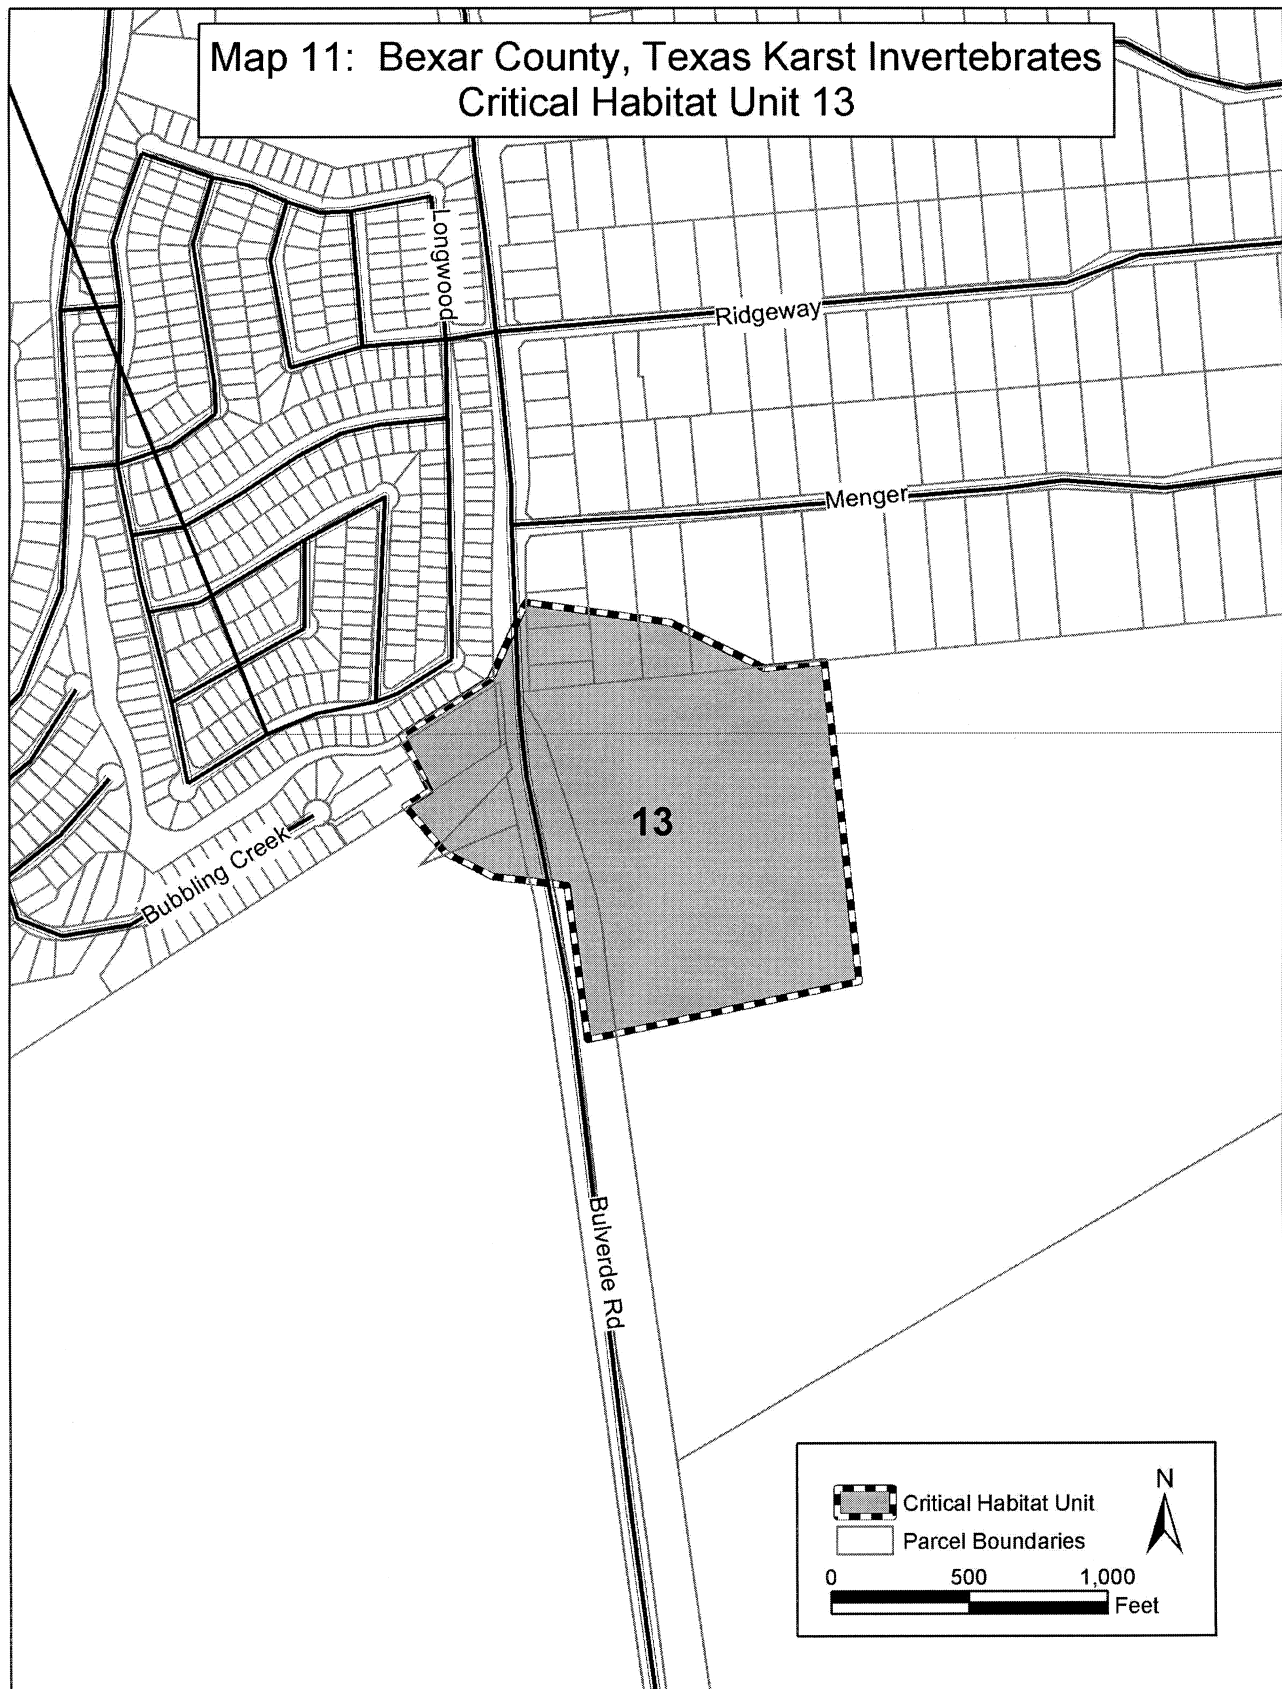 Map 11: Bexar County, Texas Karst Invertebrates
Critical Habitat Unit 13
Longwood
Ridgeway
Menger
13
Bubbling Creek
Bulverde Rd
N
Critical Habitat Unit
Parcel Boundaries
0 500 1,000
Feet